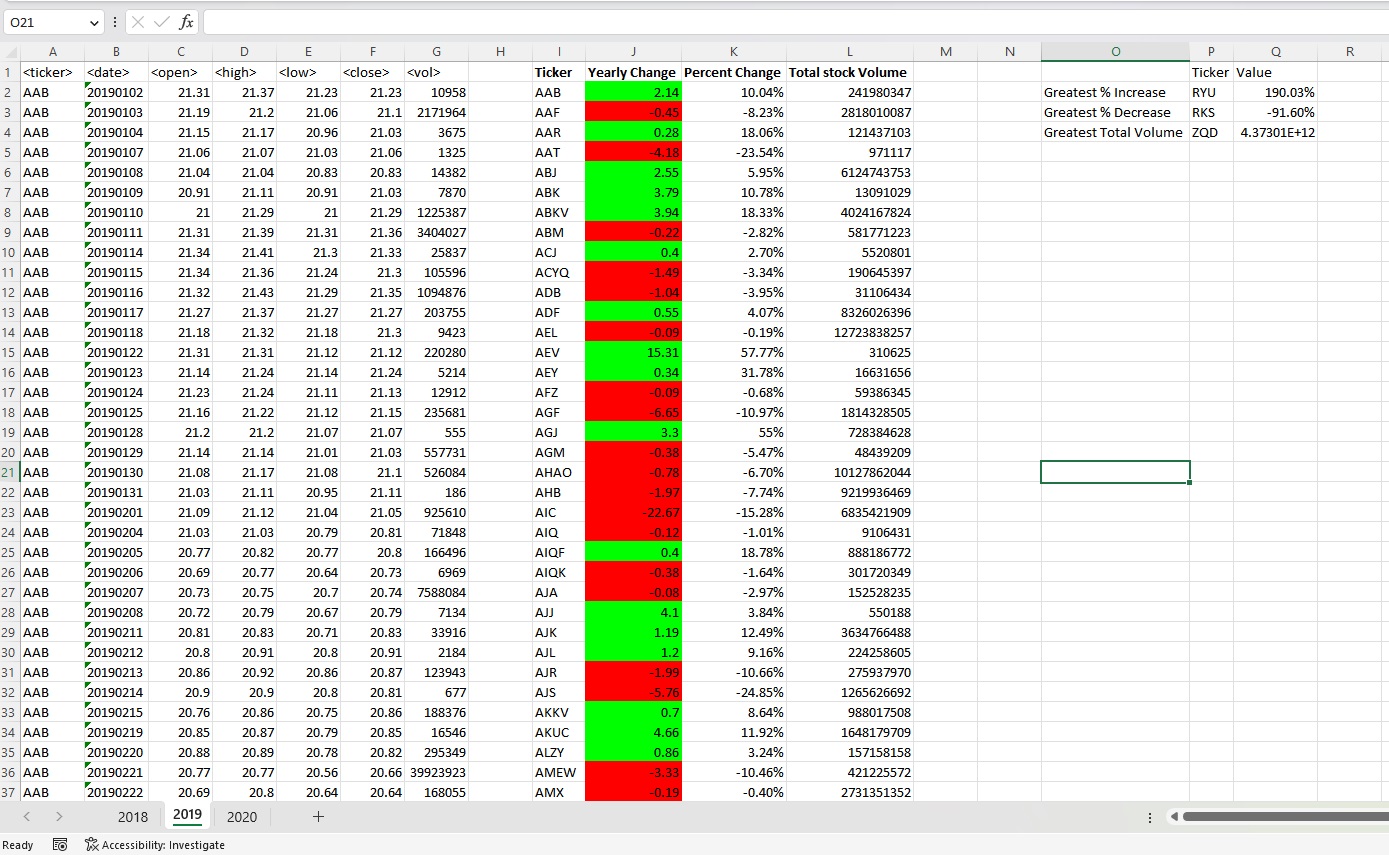 O21 fx
A B C D E F G H I J K L M N O P Q R
1 <ticker> <date> <open> <high> <low> <close> <vol> Ticker Yearly Change Percent Change Total stock Volume Ticker Value
2 AAB 20190102 21.31 21.37 21.23 21.23 10958 AAB 2.14 10.04% 241980347 Greatest % Increase RYU 190.03%
3 AAB 20190103 21.19 21.2 21.06 21.1 2171964 AAF -0.45 -8.23% 2818010087 Greatest % Decrease RKS -91.60%
4 AAB 20190104 21.15 21.17 20.96 21.03 3675 AAR 0.28 18.06% 121437103 Greatest Total Volume ZQD 4.37301E+12
5 AAB 20190107 21.06 21.07 21.03 21.06 1325 AAT -4.18 -23.54% 971117
6 AAB 20190108 21.04 21.04 20.83 20.83 14382 ABJ 2.55 5.95% 6124743753
7 AAB 20190109 20.91 21.11 20.91 21.03 7870 ABK 3.79 10.78% 13091029
8 AAB 20190110 21 21.29 21 21.29 1225387 ABKV 3.94 18.33% 4024167824
9 AAB 20190111 21.31 21.39 21.31 21.36 3404027 ABM -0.22 -2.82% 581771223
10 AAB 20190114 21.34 21.41 21.3 21.33 25837 ACJ 0.4 2.70% 5520801
11 AAB 20190115 21.34 21.36 21.24 21.3 105596 ACYQ -1.49 -3.34% 190645397
12 AAB 20190116 21.32 21.43 21.29 21.35 1094876 ADB -1.04 -3.95% 31106434
13 AAB 20190117 21.27 21.37 21.27 21.27 203755 ADF 0.55 4.07% 8326026396
14 AAB 20190118 21.18 21.32 21.18 21.3 9423 AEL -0.09 -0.19% 12723838257
15 AAB 20190122 21.31 21.31 21.12 21.12 220280 AEV 15.31 57.77% 310625
16 AAB 20190123 21.14 21.24 21.14 21.24 5214 AEY 0.34 31.78% 16631656
17 AAB 20190124 21.23 21.24 21.11 21.13 12912 AFZ -0.09 -0.68% 59386345
18 AAB 20190125 21.16 21.22 21.12 21.15 235681 AGF -6.65 -10.97% 1814328505
19 AAB 20190128 21.2 21.2 21.07 21.07 555 AGJ 3.3 55% 728384628
20 AAB 20190129 21.14 21.14 21.01 21.03 557731 AGM -0.38 -5.47% 48439209
21 AAB 20190130 21.08 21.17 21.08 21.1 526084 AHAO -0.78 -6.70% 10127862044
22 AAB 20190131 21.03 21.11 20.95 21.11 186 AHB -1.97 -7.74% 9219936469
23 AAB 20190201 21.09 21.12 21.04 21.05 925610 AIC -22.67 -15.28% 6835421909
24 AAB 20190204 21.03 21.03 20.79 20.81 71848 AIQ -0.12 -1.01% 9106431
25 AAB 20190205 20.77 20.82 20.77 20.8 166496 AIQF 0.4 18.78% 888186772
26 AAB 20190206 20.69 20.77 20.64 20.73 6969 AIQK -0.38 -1.64% 301720349
27 AAB 20190207 20.73 20.75 20.7 20.74 7588084 AJA -0.08 -2.97% 152528235
28 AAB 20190208 20.72 20.79 20.67 20.79 7134 AJJ 4.1 3.84% 550188
29 AAB 20190211 20.81 20.83 20.71 20.83 33916 AJK 1.19 12.49% 3634766488
30 AAB 20190212 20.8 20.91 20.8 20.91 2184 AJL 1.2 9.16% 224258605
31 AAB 20190213 20.86 20.92 20.86 20.87 123943 AJR -1.99 -10.66% 275937970
32 AAB 20190214 20.9 20.9 20.8 20.81 677 AJS -5.76 -24.85% 1265626692
33 AAB 20190215 20.76 20.86 20.75 20.86 188376 AKKV 0.7 8.64% 988017508
34 AAB 20190219 20.85 20.87 20.79 20.85 16546 AKUC 4.66 11.92% 1648179709
35 AAB 20190220 20.88 20.89 20.78 20.82 295349 ALZY 0.86 3.24% 157158158
36 AAB 20190221 20.77 20.77 20.56 20.66 39923923 AMEW -3.33 -10.46% 421225572
37 AAB 20190222 20.69 20.8 20.64 20.64 168055 AMX -0.19 -0.40% 2731351352
2018 2019 2020 +
Ready Accessibility: Investigate